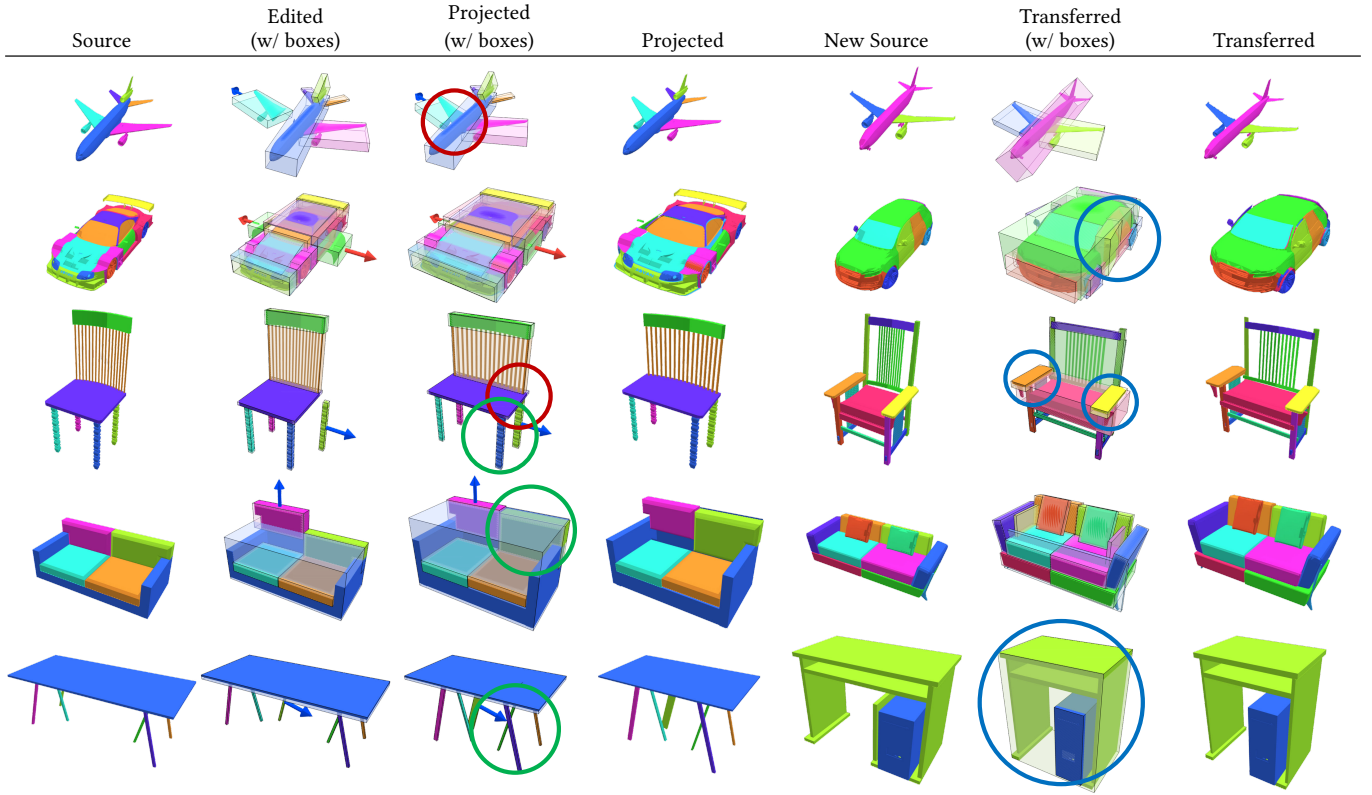 Source
Edited
(w/ boxes)
Projected
(w/ boxes)
Projected
New Source
Transferred
(w/ boxes)
Transferred